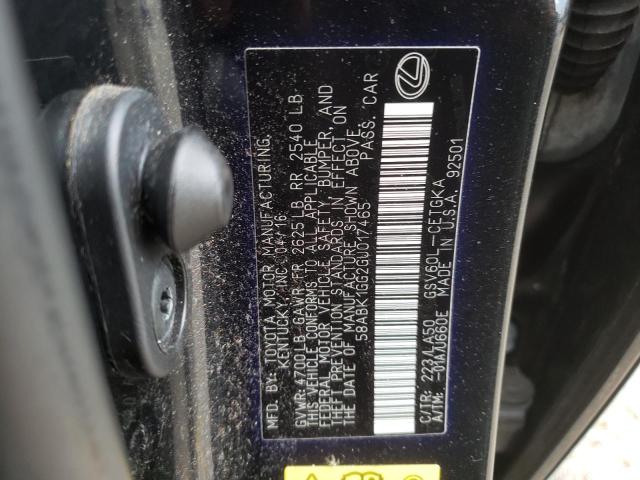 MFD. BY: TOYOTA MOTOR MANUFACTURING,
KENTUCKY, INC. 04/16
GVWR: 4700LB GAWR: FR 2625 LB RR 2540 LB
THIS VEHICLE CONFORMS TO ALL APPLICABLE
FEDERAL MOTOR VEHICLE SAFETY, BUMPER, AND
THEFT PREVENTION STANDARDS IN EFFECT ON
THE DATE OF MANUFACTURE SHOWN ABOVE.
58ABK1GG2GU017465 PASS. CAR
C/TR: 223/LA50 GSV60L-CETGKA
A/TM: -01A/U660E MADE IN U.S.A. 92501